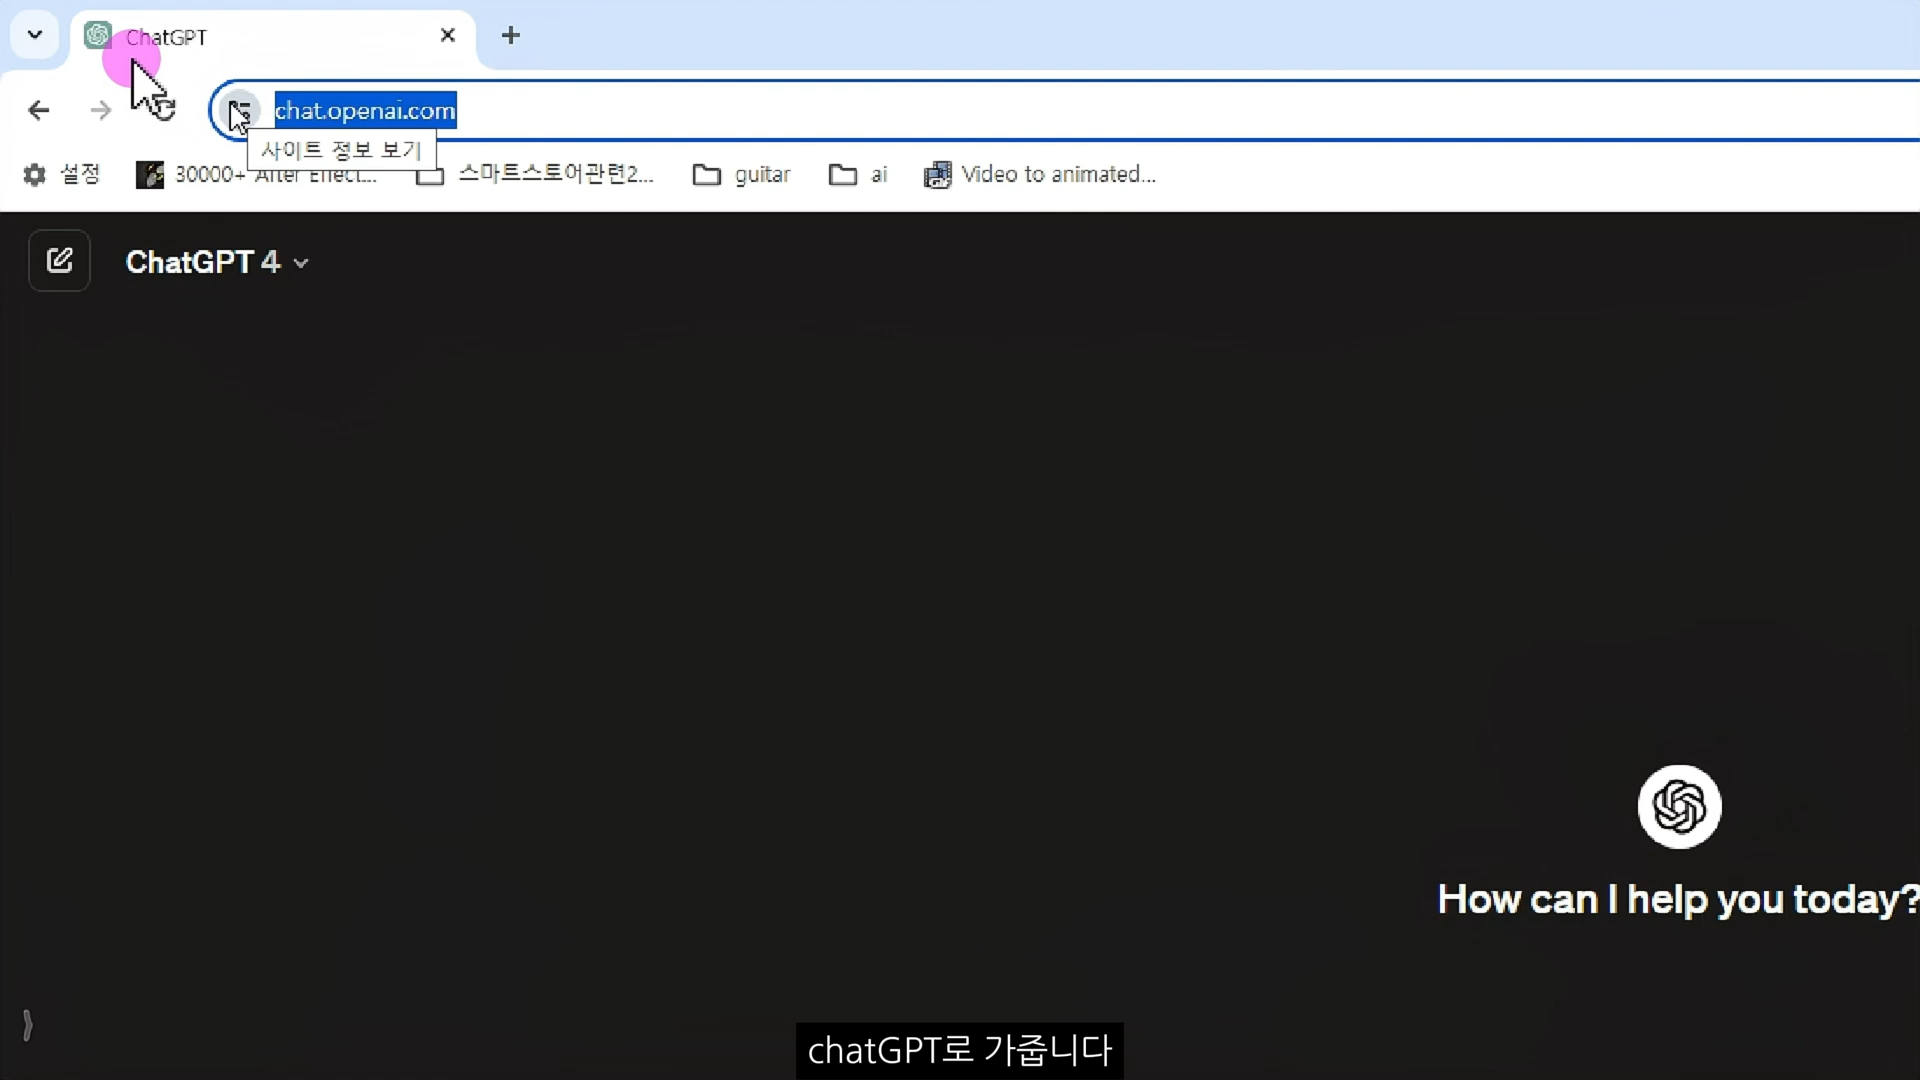 ChatGPT
chat.openai.com
사이트 정보 보기
설정
30000+ After Effect...
스마트스토어관련2...
guitar
ai
Video to animated...
ChatGPT 4
How can I help you today?
chatGPT로 가줍니다